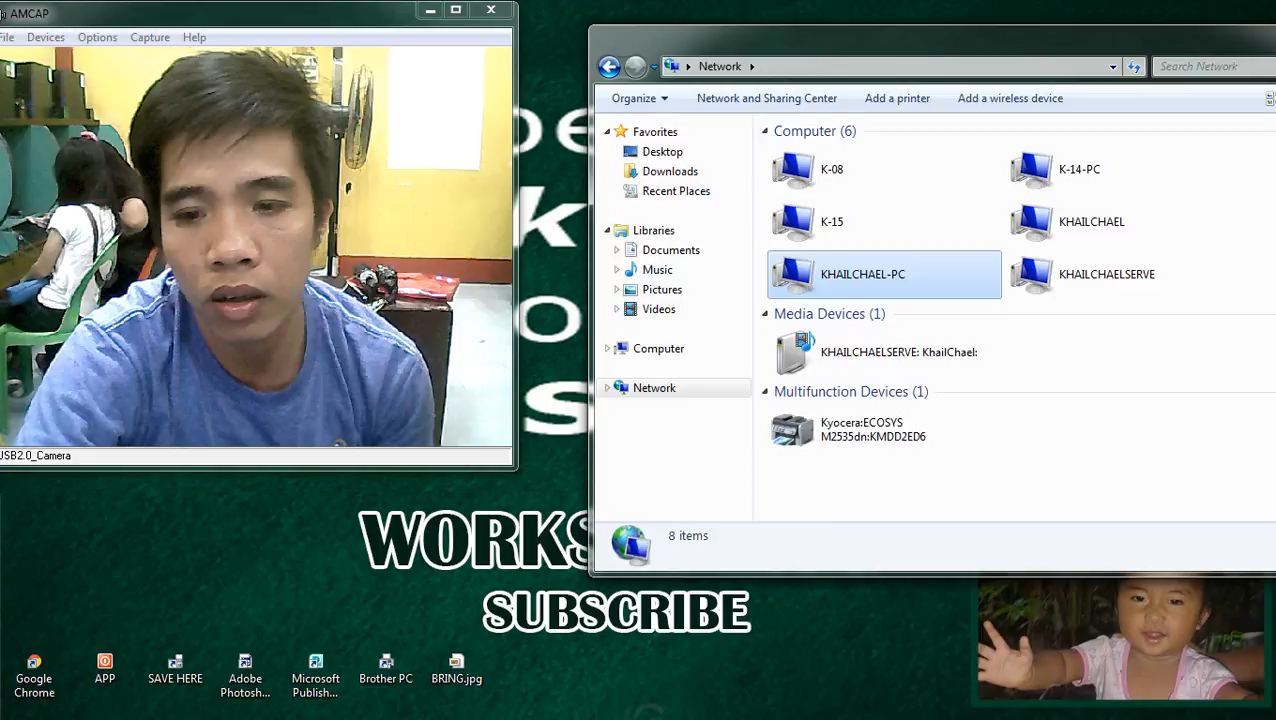 AMCAP
File Devices Options Capture Help
USB2.0_Camera
Network
Search Network
Organize Network and Sharing Center Add a printer Add a wireless device
Favorites
Desktop
Downloads
Recent Places
Libraries
Documents
Music
Pictures
Videos
Computer
Network
Computer (6)
K-08 K-14-PC
K-15 KHAILCHAEL
KHAILCHAEL-PC KHAILCHAELSERVE
Media Devices (1)
KHAILCHAELSERVE: KhailChael:
Multifunction Devices (1)
Kyocera:ECOSYS
M2535dn:KMDD2ED6
8 items
WORKS
SUBSCRIBE
Google
Chrome
APP
SAVE HERE
Adobe
Photosh...
Microsoft
Publish...
Brother PC
BRING.jpg